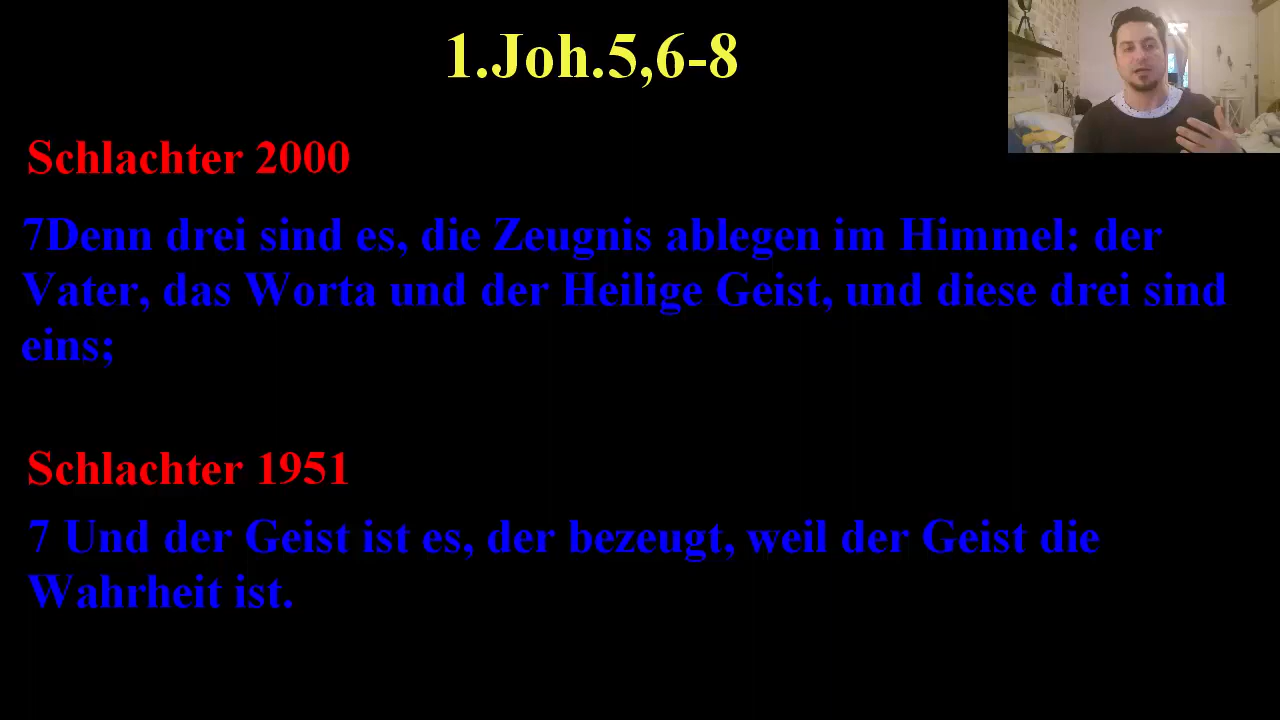 1.Joh.5,6-8
Schlachter 2000
7Denn drei sind es, die Zeugnis ablegen im Himmel: der
Vater, das Worta und der Heilige Geist, und diese drei sind
eins;
Schlachter 1951
7 Und der Geist ist es, der bezeugt, weil der Geist die
Wahrheit ist.